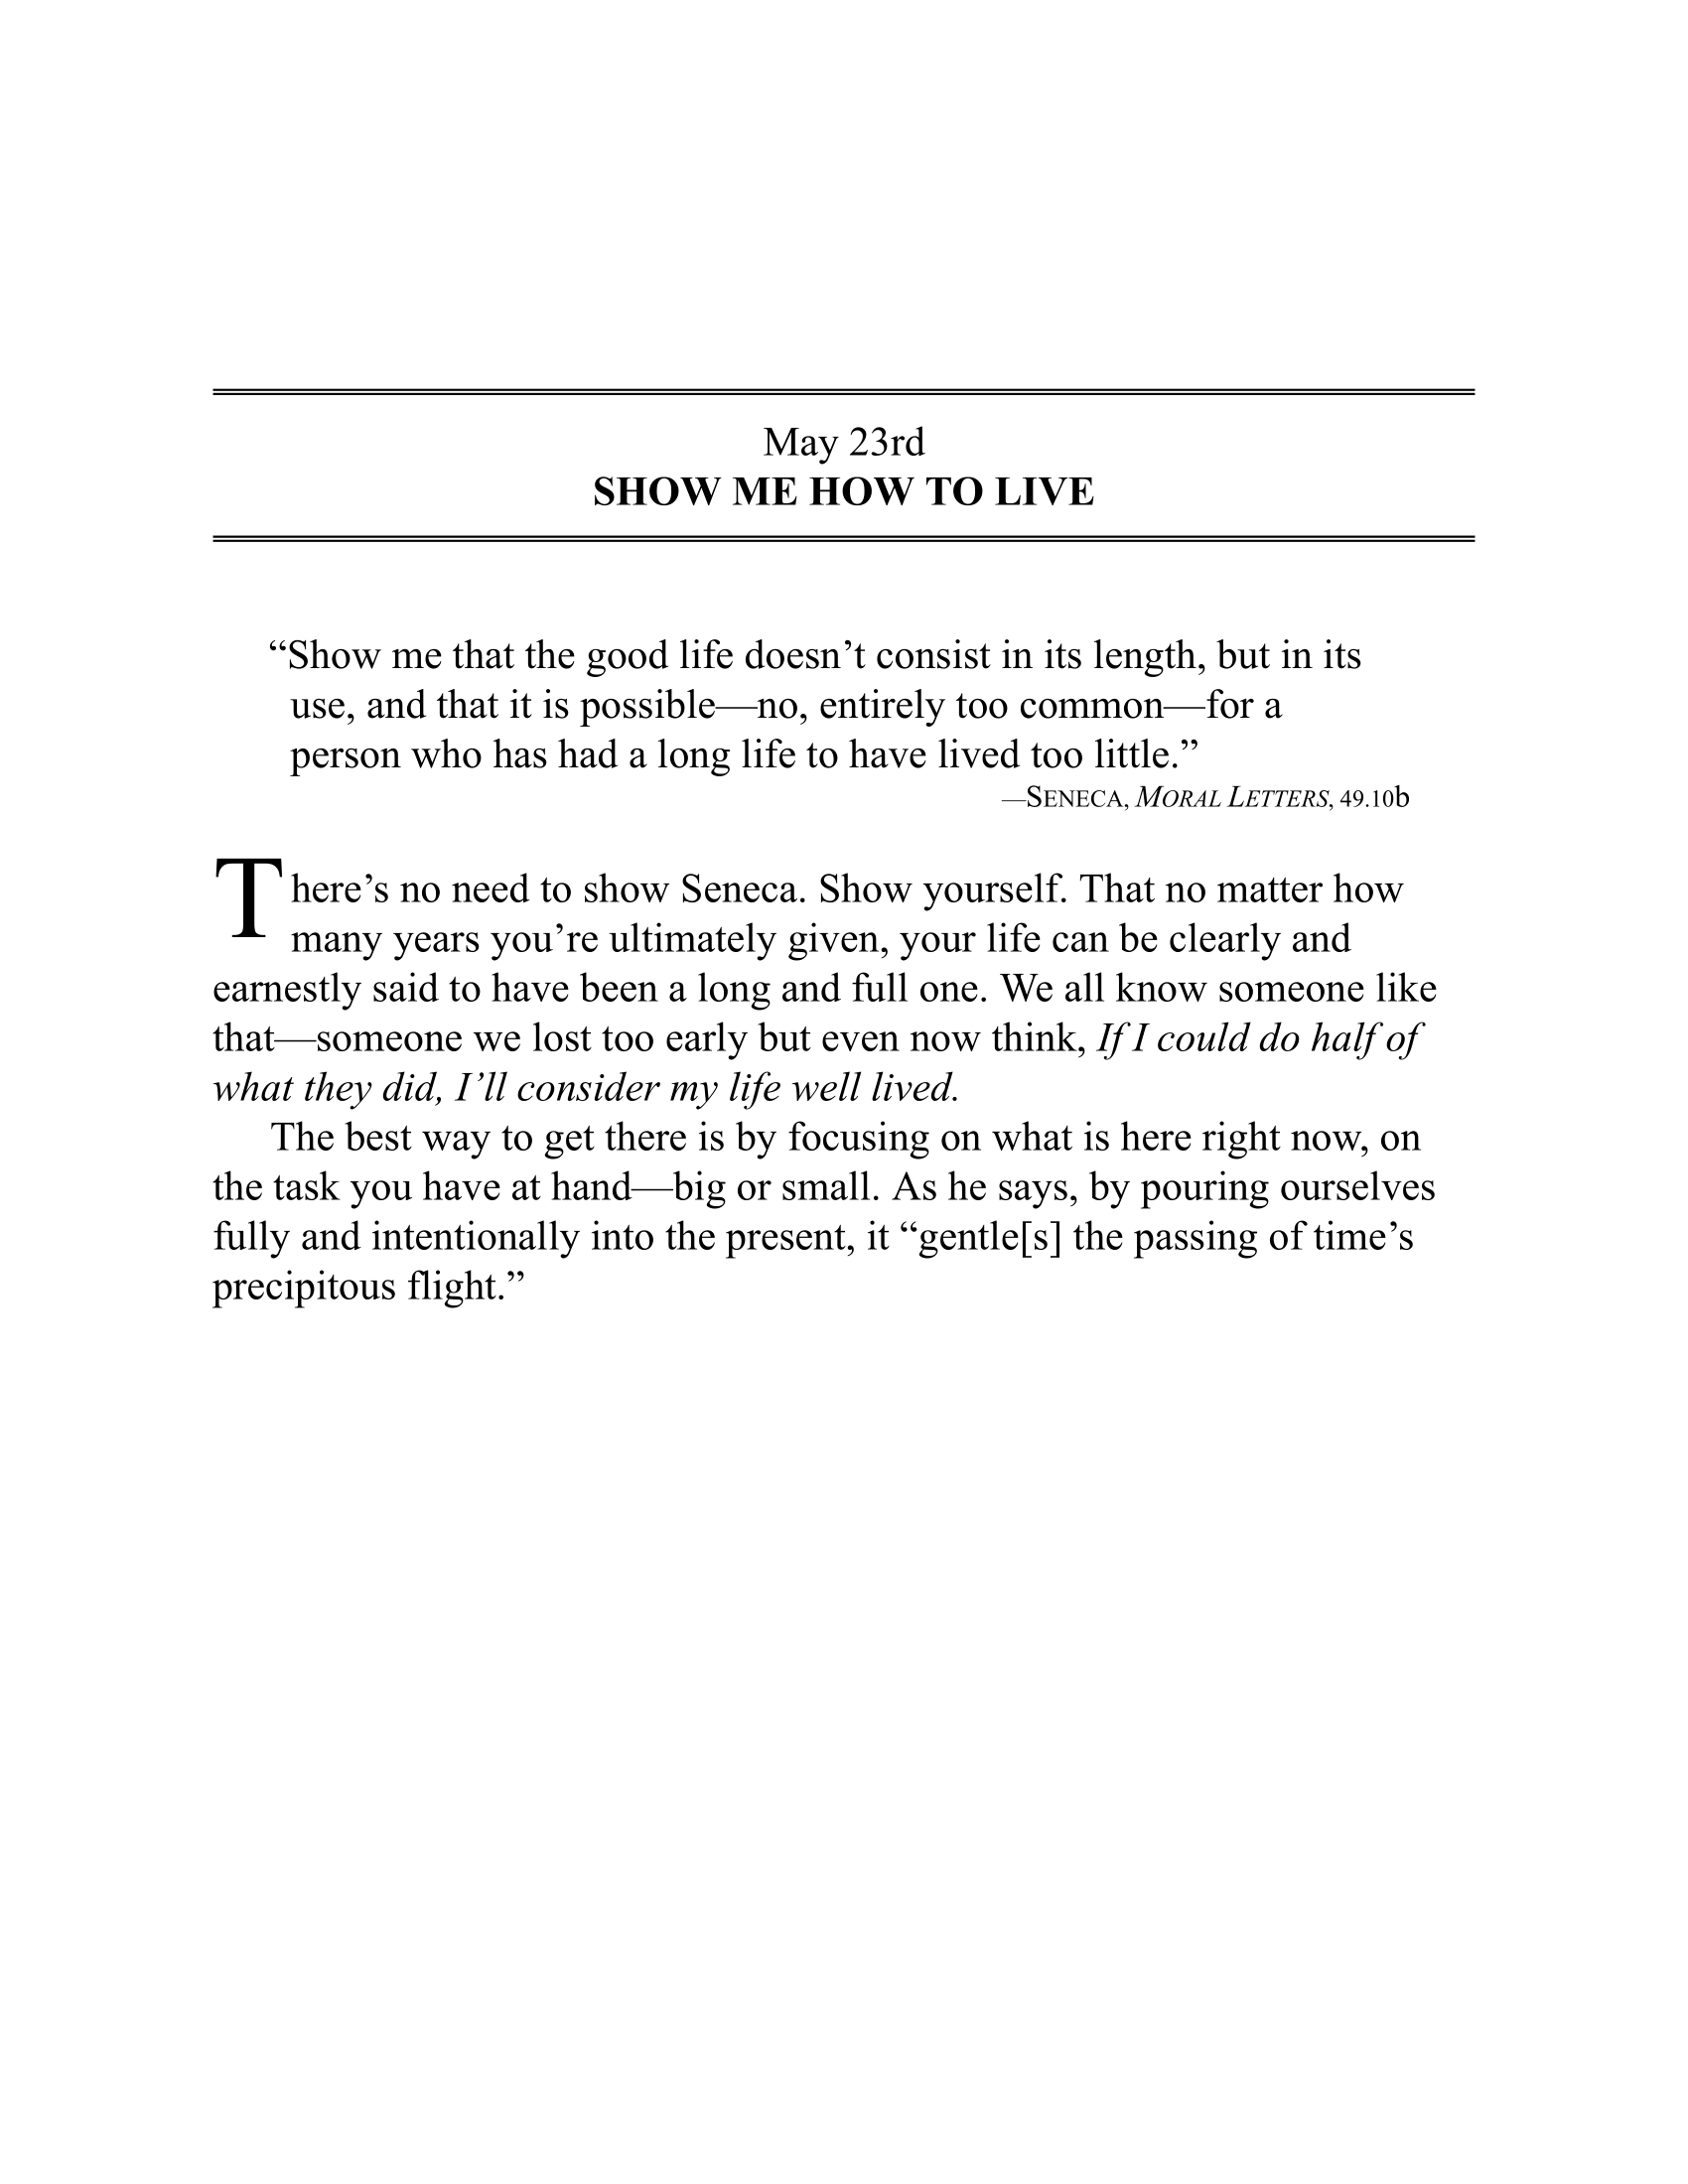 May 23rd
SHOW ME HOW TO LIVE
“Show me that the good life doesn’t consist in its length, but in its
use, and that it is possible—no, entirely too common—for a
person who has had a long life to have lived too little.”
—SENECA, MORAL LETTERS, 49.10b
There’s no need to show Seneca. Show yourself. That no matter how
many years you’re ultimately given, your life can be clearly and
earnestly said to have been a long and full one. We all know someone like
that—someone we lost too early but even now think, If I could do half of
what they did, I’ll consider my life well lived.
The best way to get there is by focusing on what is here right now, on
the task you have at hand—big or small. As he says, by pouring ourselves
fully and intentionally into the present, it “gentle[s] the passing of time’s
precipitous flight.”